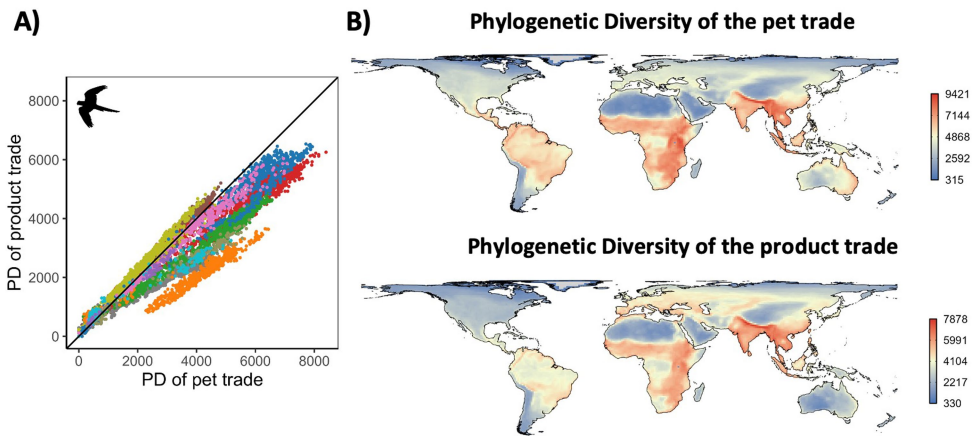 A)
8000
6000
4000
2000
0
PD of product trade
0 2000 4000 6000 8000
PD of pet trade
B)
Phylogenetic Diversity of the pet trade
9421
7144
4868
2592
315
Phylogenetic Diversity of the product trade
7878
5991
4104
2217
330